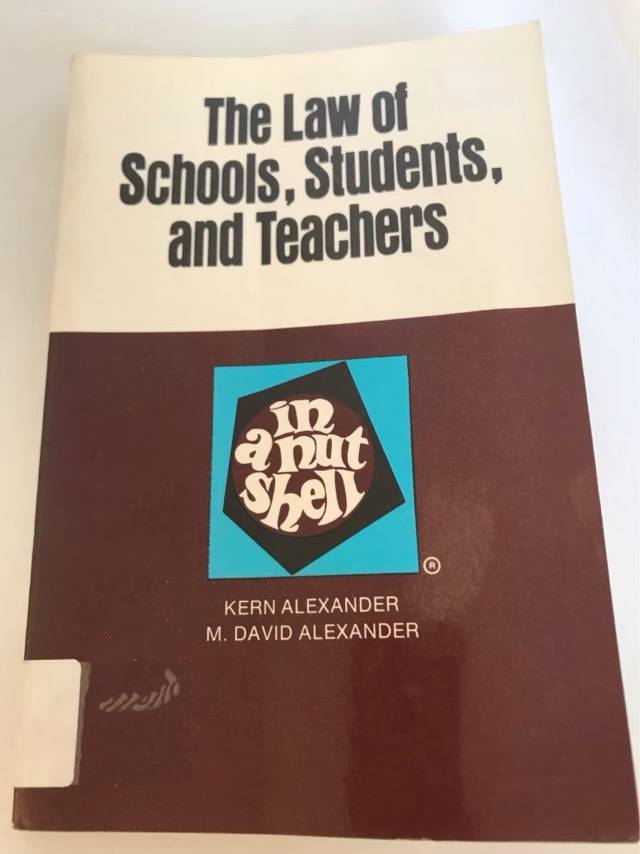 The Law of
Schools, Students,
and Teachers
in
a nut
shell
®
KERN ALEXANDER
M. DAVID ALEXANDER